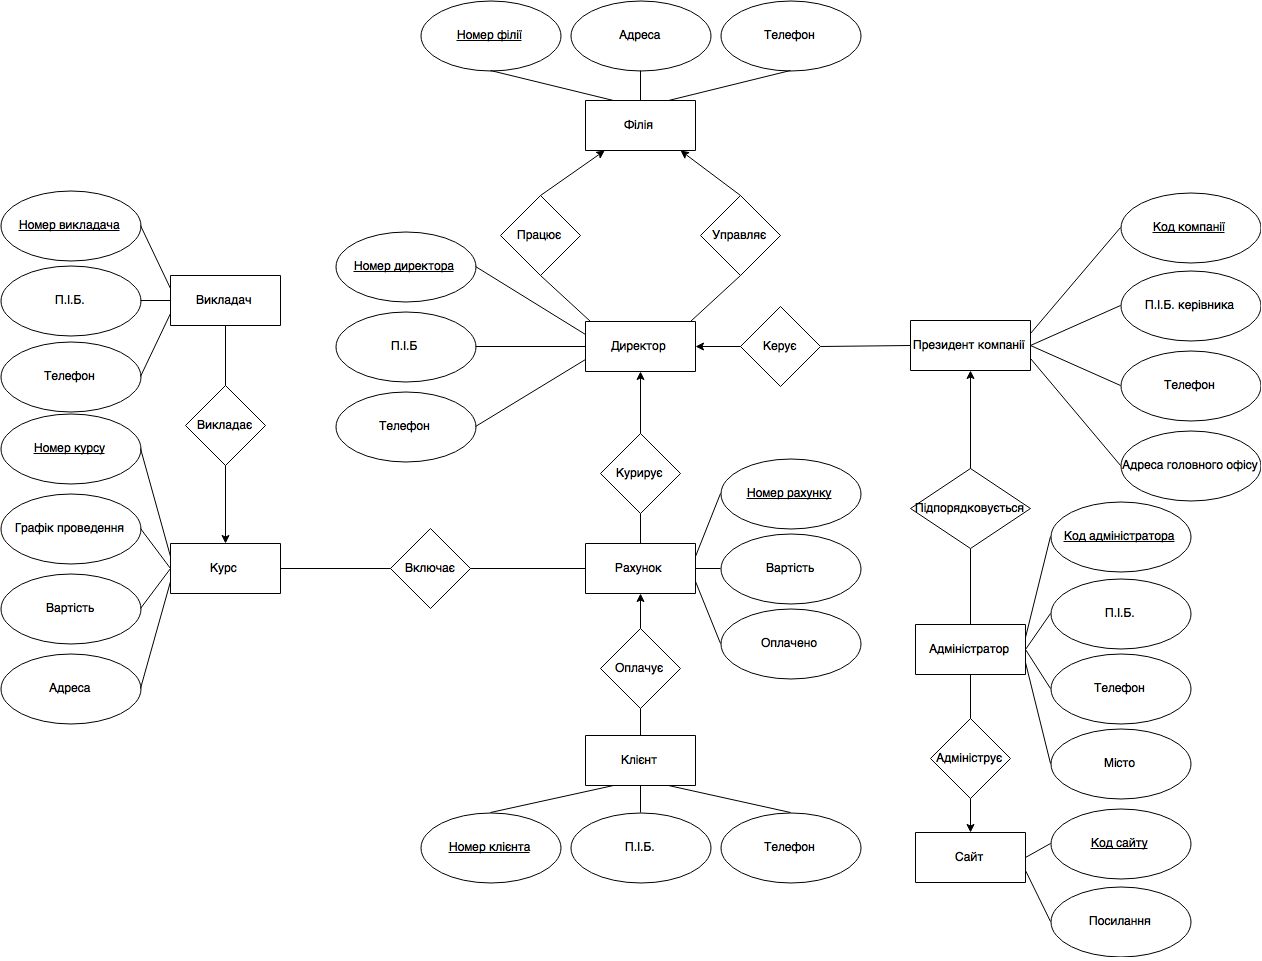 Номер філії
Адреса
Телефон
Філія
Працює
Управляє
Номер викладача
П.І.Б.
Телефон
Викладач
Викладає
Номер директора
П.І.Б
Телефон
Директор
Керує
Президент компанії
Код компанії
П.І.Б. керівника
Телефон
Адреса головного офісу
Номер курсу
Графік проведення
Вартість
Адреса
Курс
Включає
Курирує
Рахунок
Номер рахунку
Вартість
Оплачено
Підпорядковується
Код адміністратора
П.І.Б.
Телефон
Місто
Адміністратор
Оплачує
Клієнт
Номер клієнта
П.І.Б.
Телефон
Адмініструє
Сайт
Код сайту
Посилання